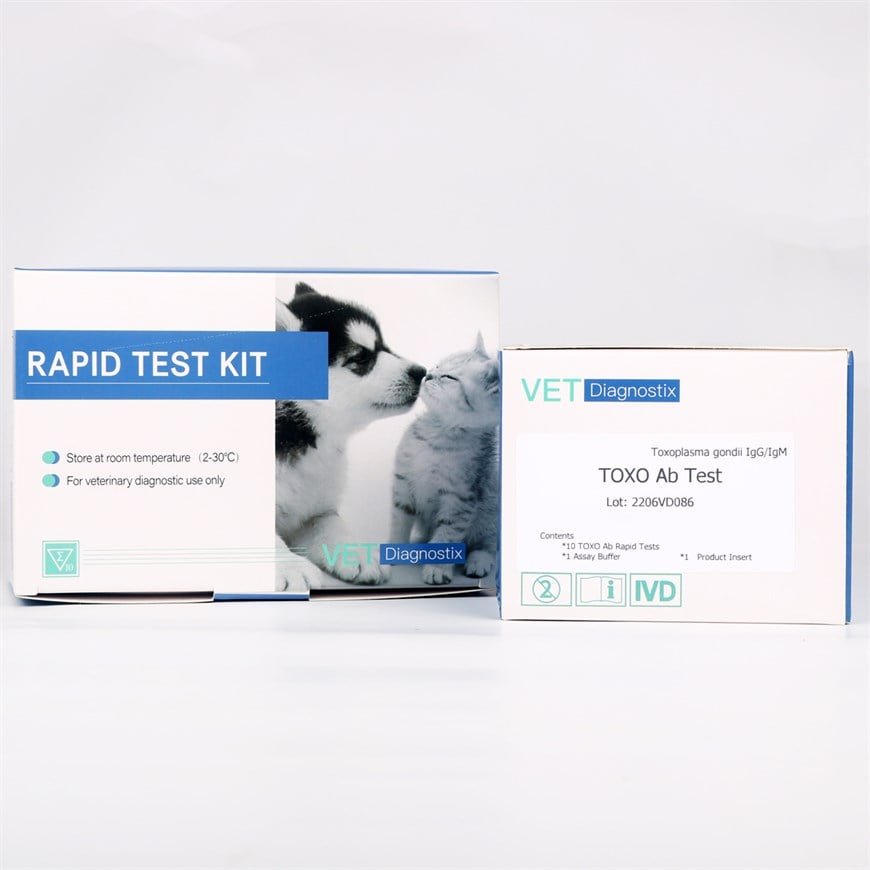 RAPID TEST KIT
Store at room temperature （2-30℃）
For veterinary diagnostic use only
Σ
10
VET Diagnostix
VET Diagnostix
Toxoplasma gondii IgG/IgM
TOXO Ab Test
Lot: 2206VD086
Contents
*10 TOXO Ab Rapid Tests
*1 Assay Buffer *1 Product Insert
2 i IVD